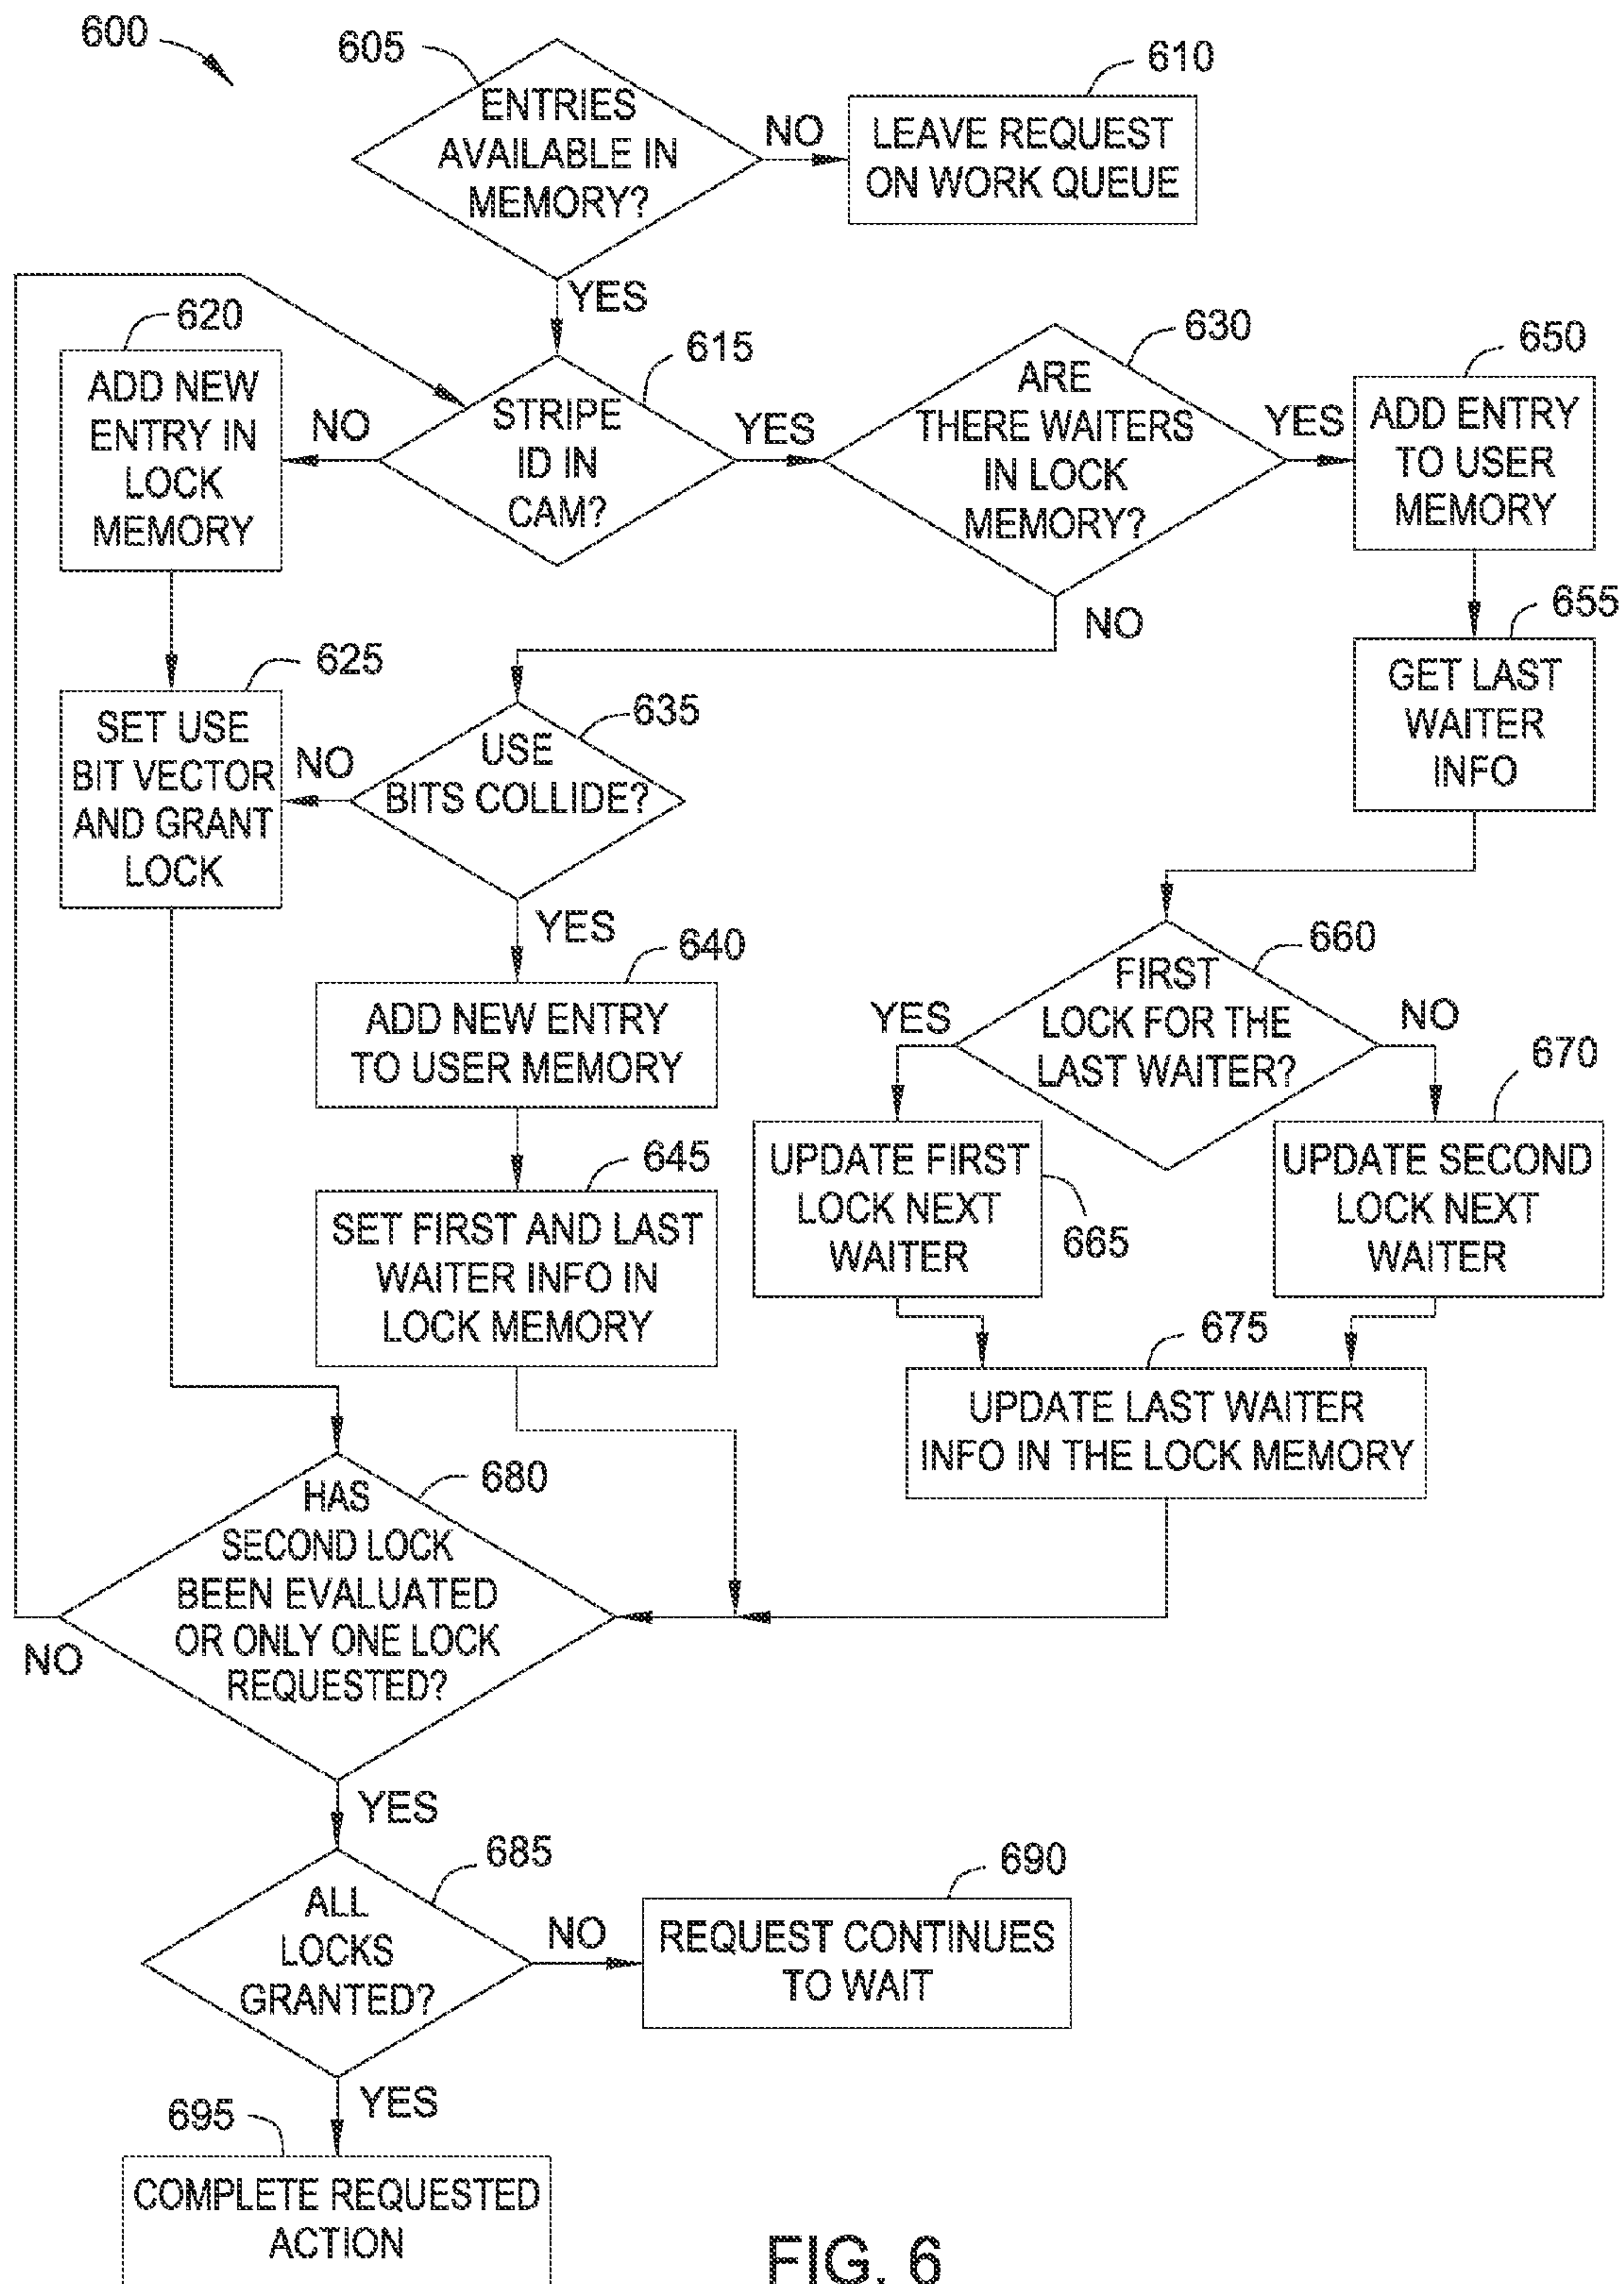 600
605
ENTRIES
AVAILABLE IN
MEMORY?
NO
610
LEAVE REQUEST
ON WORK QUEUE
YES
620
ADD NEW
ENTRY IN
LOCK
MEMORY
NO
615
STRIPE
ID IN
CAM?
YES
630
ARE
THERE WAITERS
IN LOCK
MEMORY?
YES
650
ADD ENTRY
TO USER
MEMORY
NO
655
GET LAST
WAITER
INFO
625
SET USE
BIT VECTOR
AND GRANT
LOCK
NO
635
USE
BITS COLLIDE?
YES
640
ADD NEW ENTRY
TO USER MEMORY
645
SET FIRST AND LAST
WAITER INFO IN
LOCK MEMORY
660
FIRST
LOCK FOR THE
LAST WAITER?
YES
NO
670
UPDATE FIRST
LOCK NEXT
WAITER
665
UPDATE SECOND
LOCK NEXT
WAITER
675
UPDATE LAST WAITER
INFO IN THE LOCK MEMORY
680
HAS
SECOND LOCK
BEEN EVALUATED
OR ONLY ONE LOCK
REQUESTED?
NO
YES
685
ALL
LOCKS
GRANTED?
NO
690
REQUEST CONTINUES
TO WAIT
YES
695
COMPLETE REQUESTED
ACTION
FIG. 6